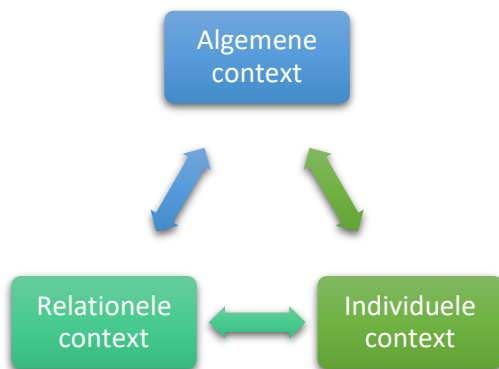 Algemene
context
Relationele
context
Individuele
context